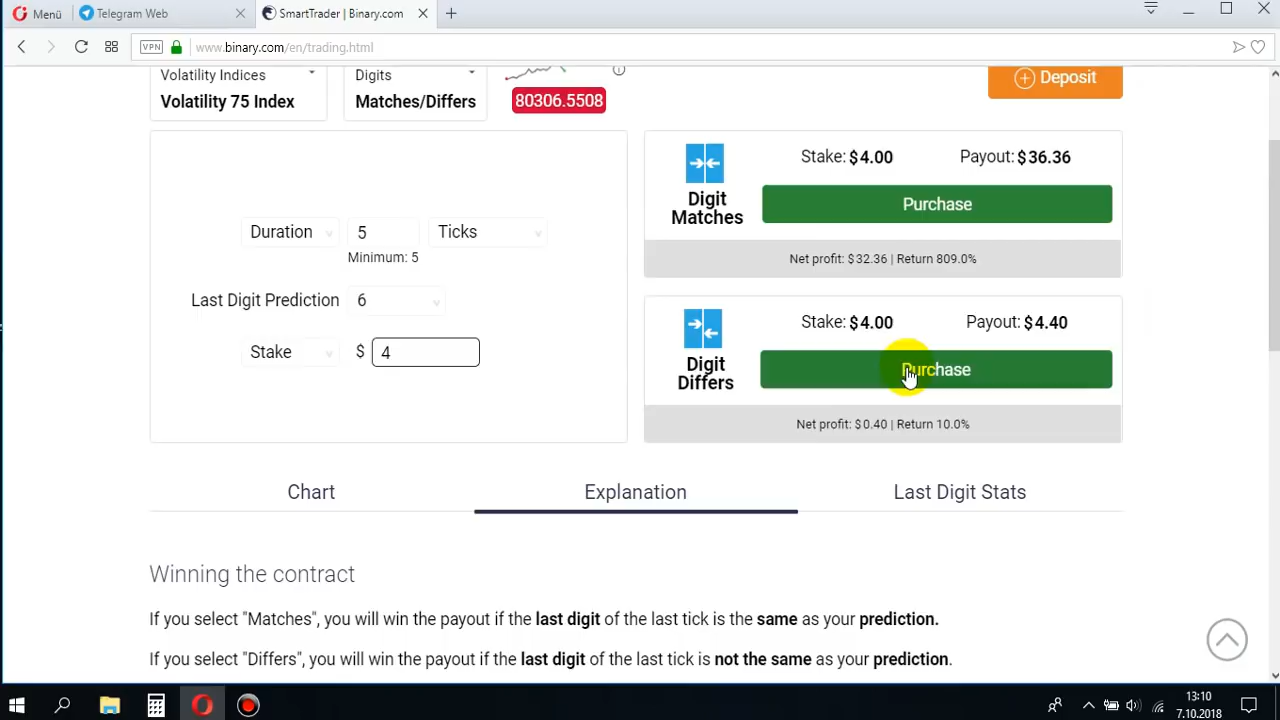 Menü
Telegram Web
SmartTrader | Binary.com
VPN
www.binary.com/en/trading.html
Volatility Indices
Volatility 75 Index
Digits
Matches/Differs
80306.5508
Deposit
Duration
5
Ticks
Minimum: 5
Last Digit Prediction
6
Stake
$
4
Digit
Matches
Stake: $4.00
Payout: $36.36
Purchase
Net profit: $32.36 | Return 809.0%
Digit
Differs
Stake: $4.00
Payout: $4.40
Purchase
Net profit: $0.40 | Return 10.0%
Chart
Explanation
Last Digit Stats
Winning the contract
If you select "Matches", you will win the payout if the last digit of the last tick is the same as your prediction.
If you select "Differs", you will win the payout if the last digit of the last tick is not the same as your prediction.
13:10
7.10.2018